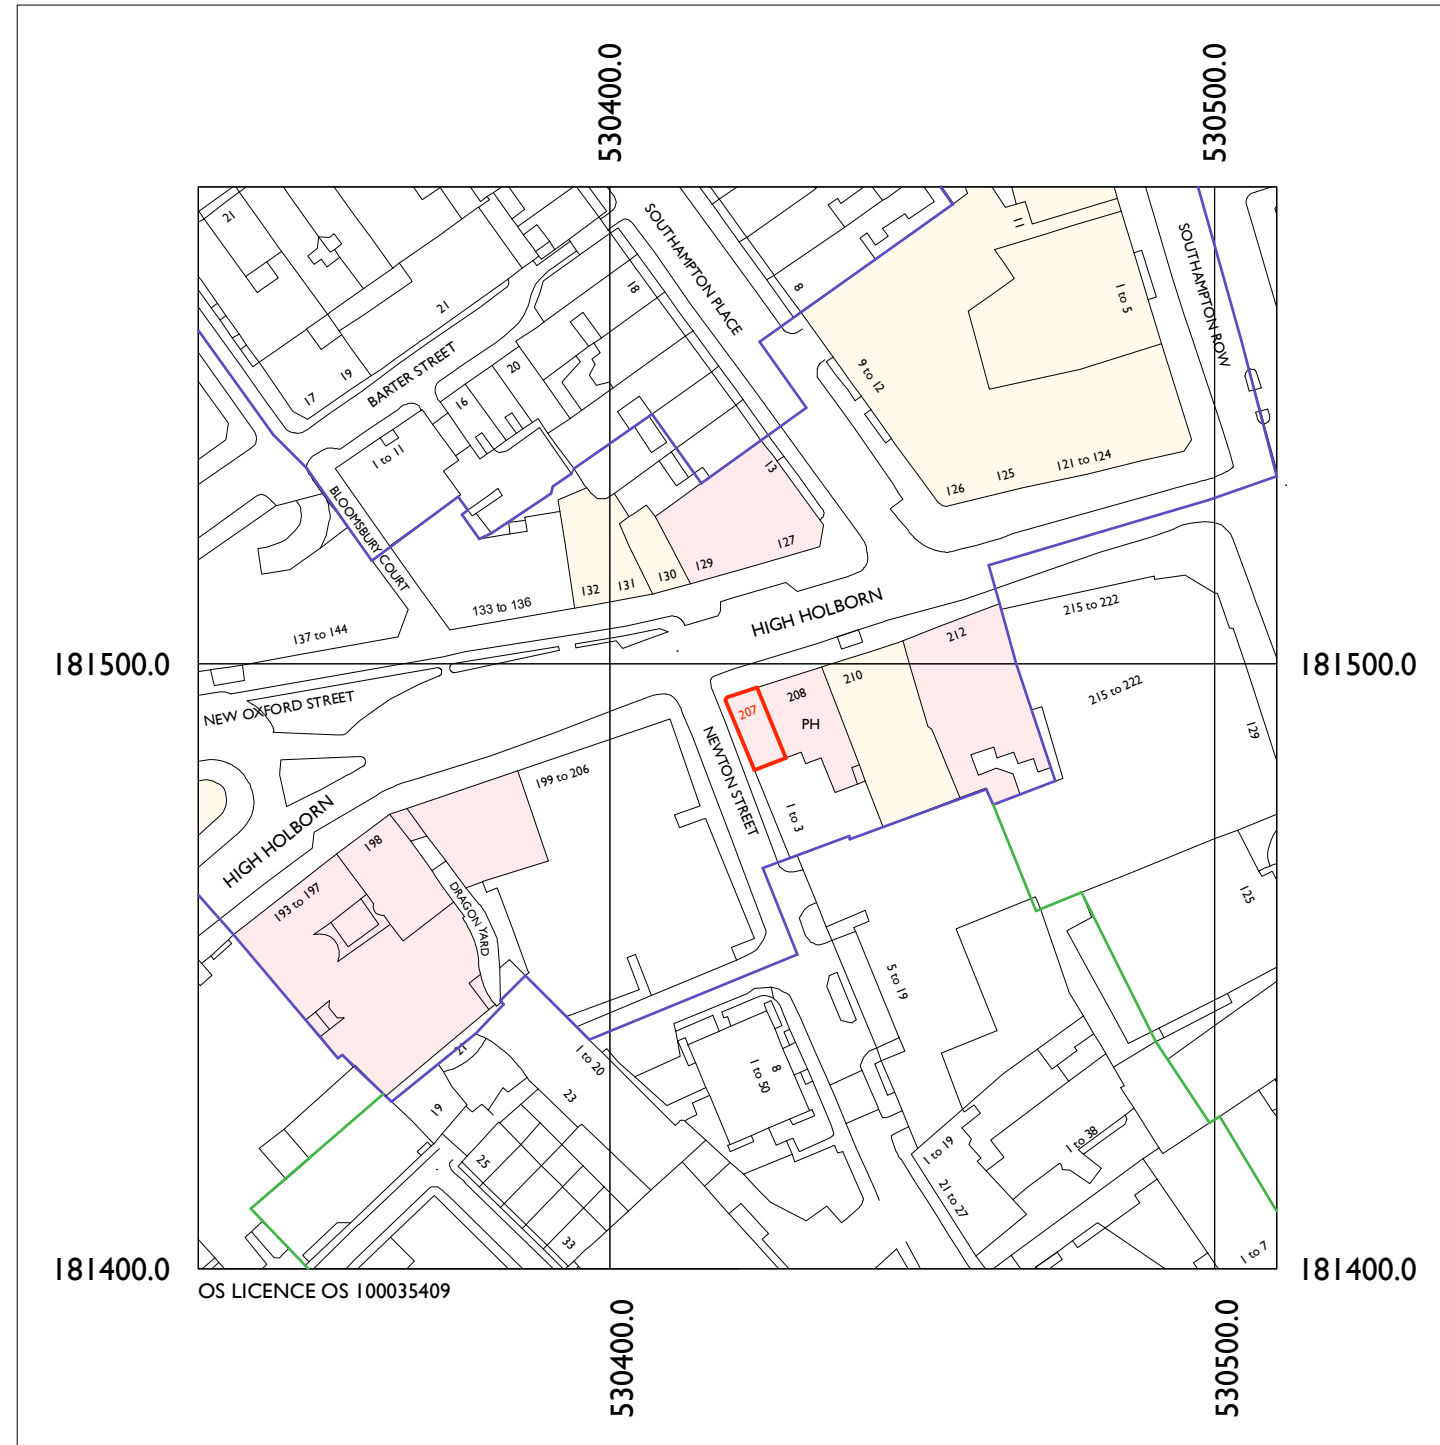 530400.0
530500.0
21
SOUTHAMPTON PLACE
11
SOUTHAMPTON ROW
8
18
1 to 5
21
BARTER STREET
20
19
17
16
9 to 12
1 to 11
13
126
125
121 to 124
BLOOMSBURY COURT
127
129
130
131
132
133 to 136
137 to 144
HIGH HOLBORN
215 to 222
212
181500.0
181500.0
NEW OXFORD STREET
207
208
210
PH
215 to 222
129
NEWTON STREET
199 to 206
1 to 3
HIGH HOLBORN
198
193 to 197
DRAGON YARD
125
5 to 19
21
1 to 20
23
8
1 to 50
19
25
33
1 to 19
21 to 27
1 to 38
1 to 7
181400.0
181400.0
OS LICENCE OS 100035409
530400.0
530500.0